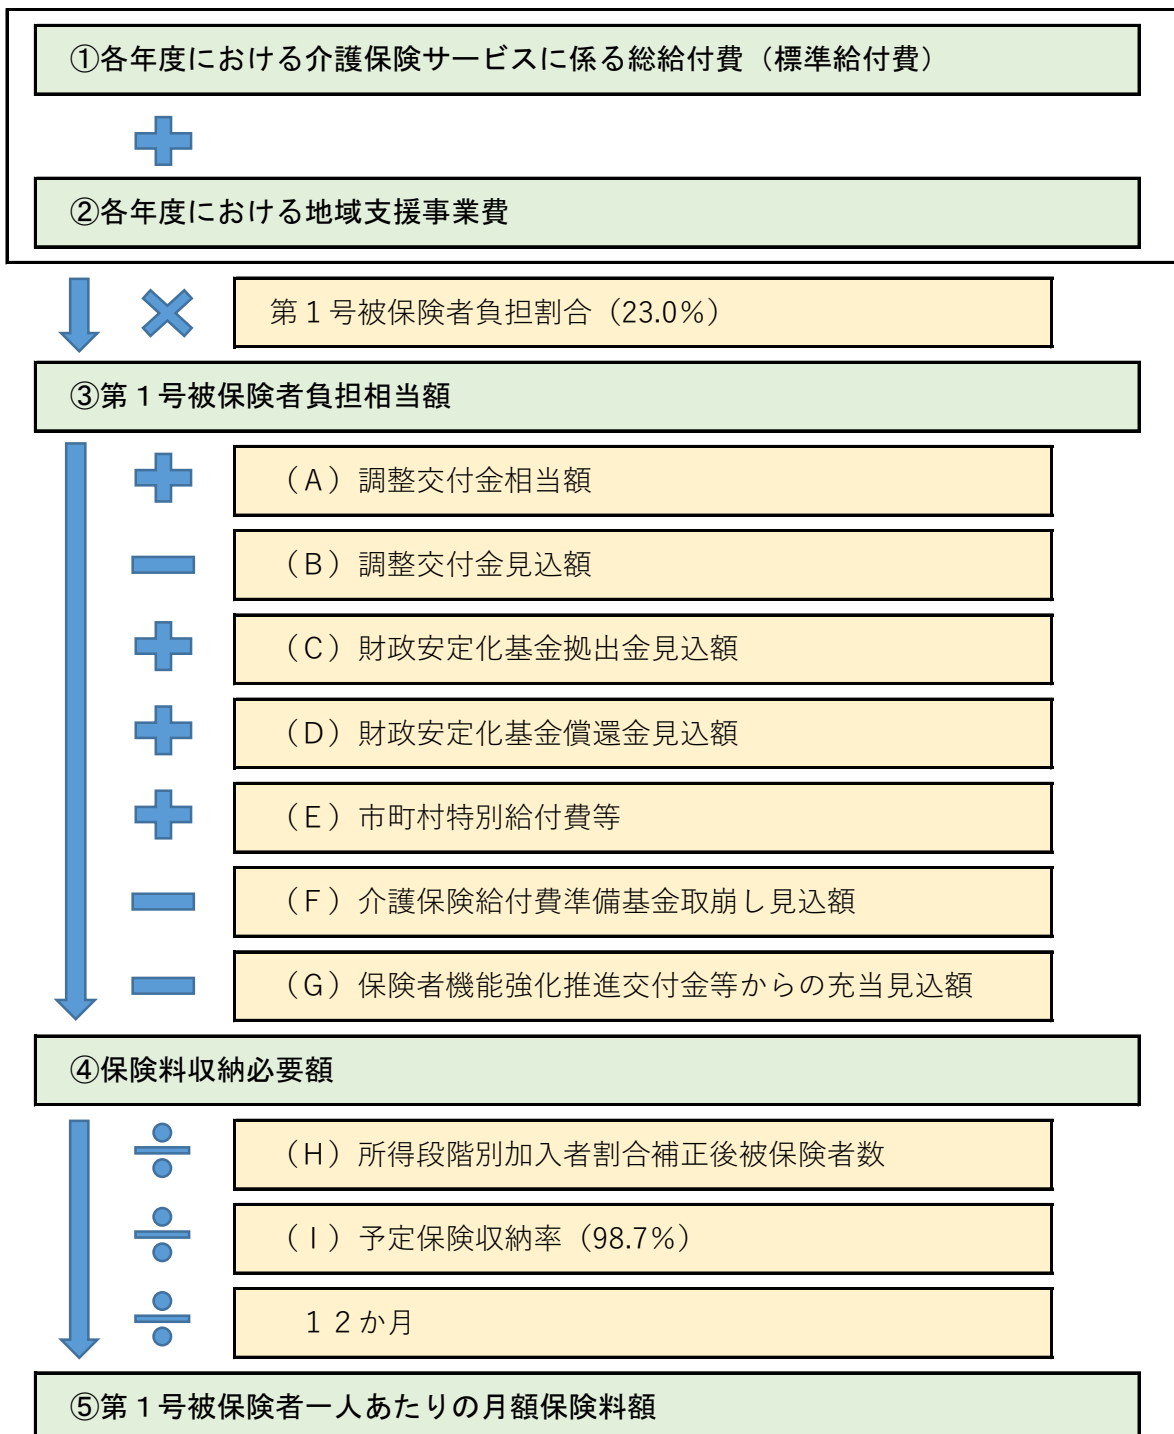 ①各年度における介護保険サービスに係る総給付費（標準給付費）
②各年度における地域支援事業費
第１号被保険者負担割合（23.0％）
③第１号被保険者負担相当額
（Ａ）調整交付金相当額
（Ｂ）調整交付金見込額
（Ｃ）財政安定化基金拠出金見込額
（Ｄ）財政安定化基金償還金見込額
（Ｅ）市町村特別給付費等
（Ｆ）介護保険給付費準備基金取崩し見込額
（Ｇ）保険者機能強化推進交付金等からの充当見込額
④保険料収納必要額
（Ｈ）所得段階別加入者割合補正後被保険者数
（Ｉ）予定保険収納率（98.7％）
１２か月
⑤第１号被保険者一人あたりの月額保険料額